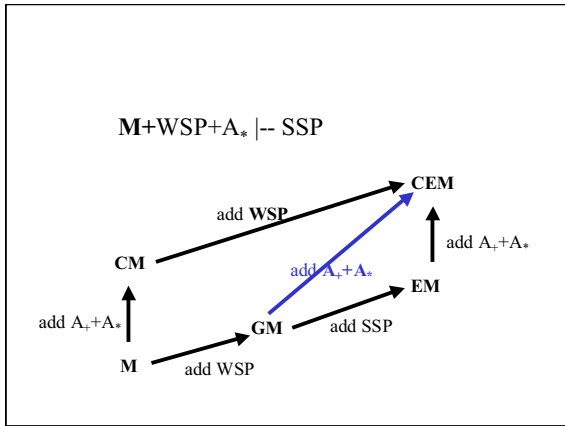 M+WSP+A* |-- SSP
CEM
add WSP
add A++A*
CM
add A++A*
EM
add A++A*
GM
add SSP
M
add WSP